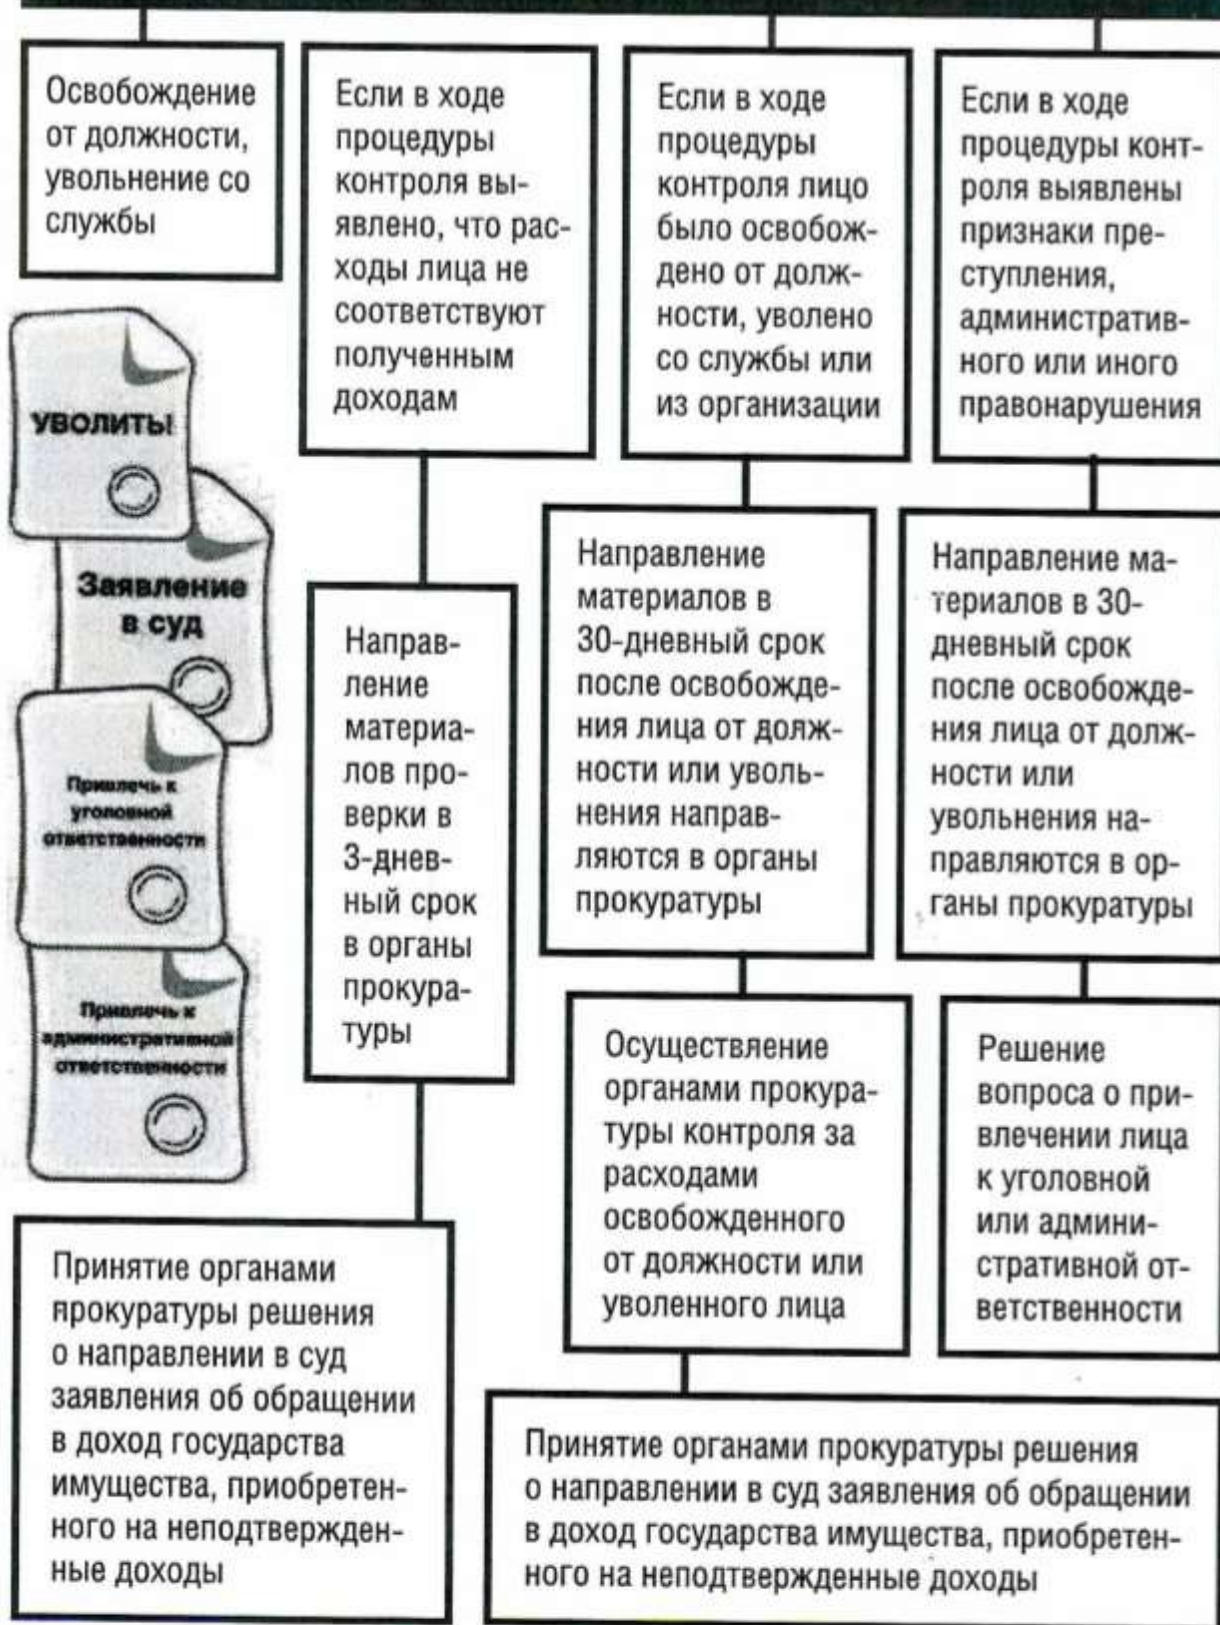 Освобождение
от должности,
увольнение со
службы
Если в ходе
процедуры
контроля вы-
явлено, что рас-
ходы лица не
соответствуют
полученным
доходам
Если в ходе
процедуры
контроля лицо
было освобож-
дено от долж-
ности, уволено
со службы или
из организации
Если в ходе
процедуры конт-
роля выявлены
признаки пре-
ступления,
административ-
ного или иного
правонарушения
УВОЛИТЬ!
Заявление
в суд
Привлечь к
уголовной
ответственности
Привлечь к
административной
ответственности
Направ-
ление
материа-
лов про-
верки в
3-днев-
ный срок
в органы
прокура-
туры
Направление
материалов в
30-дневный срок
после освобожде-
ния лица от долж-
ности или уволь-
нения направ-
ляются в органы
прокуратуры
Направление ма-
териалов в 30-
дневный срок
после освобожде-
ния лица от долж-
ности или
увольнения на-
правляются в ор-
ганы прокуратуры
Осуществление
органами прокура-
туры контроля за
расходами
освобожденного
от должности или
уволенного лица
Решение
вопроса о при-
влечении лица
к уголовной
или админи-
стративной от-
ветственности
Принятие органами
прокуратуры решения
о направлении в суд
заявления об обращении
в доход государства
имущества, приобретен-
ного на неподтвержден-
ные доходы
Принятие органами прокуратуры решения
о направлении в суд заявления об обращении
в доход государства имущества, приобретен-
ного на неподтвержденные доходы